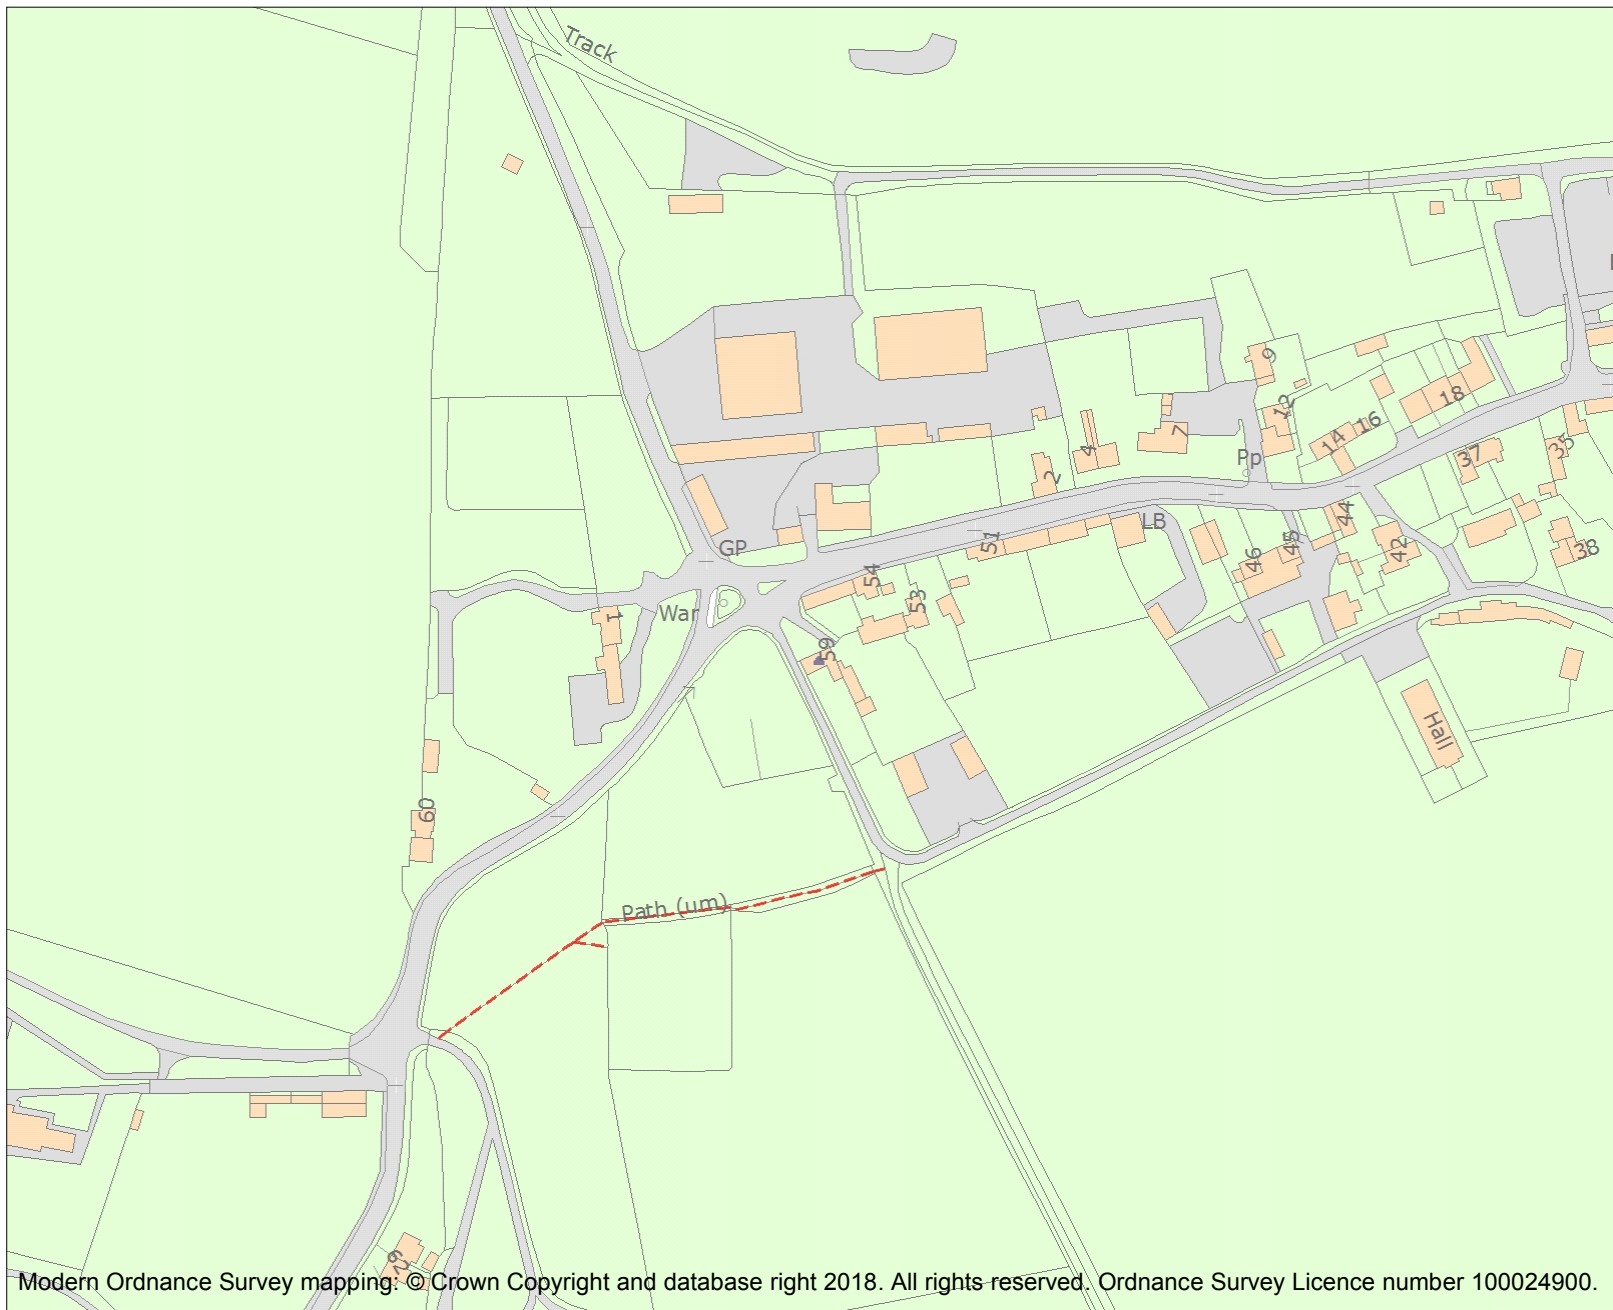 Track
9
12
18
16
14
7
4
2
Pp
37
35
44
LB
51
45
46
42
38
GP
54
53
1
War
59
Hall
60
Path (um)
62
Modern Ordnance Survey mapping: © Crown Copyright and database right 2018. All rights reserved. Ordnance Survey Licence number 100024900.